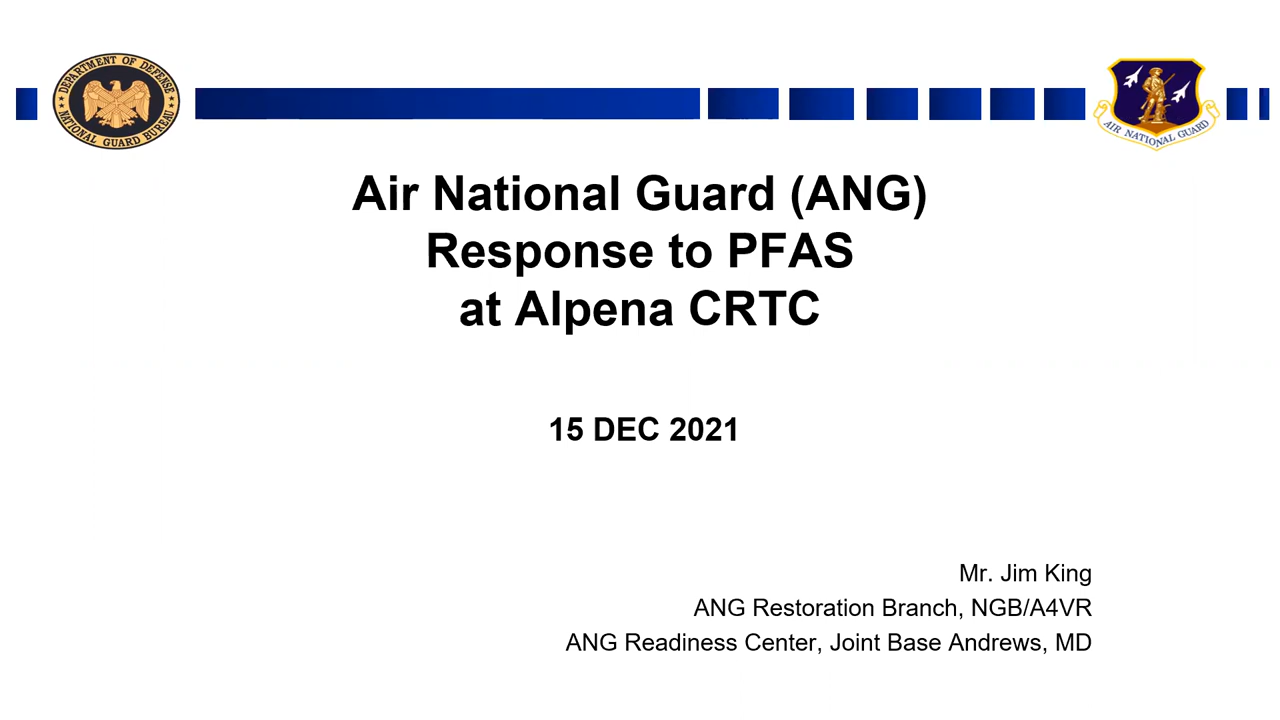 DEPARTMENT OF DEFENSE
NATIONAL GUARD BUREAU
AIR NATIONAL GUARD
Air National Guard (ANG)
Response to PFAS
at Alpena CRTC
15 DEC 2021
Mr. Jim King
ANG Restoration Branch, NGB/A4VR
ANG Readiness Center, Joint Base Andrews, MD